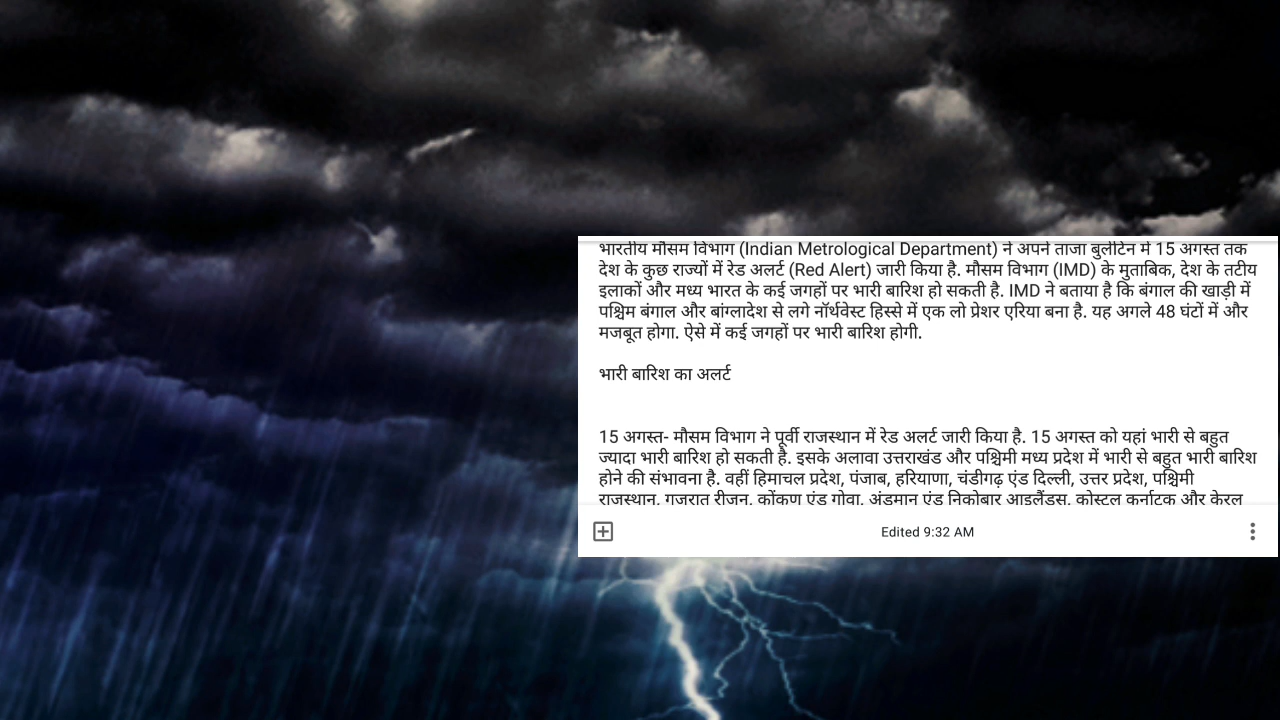 भारतीय मौसम विभाग (Indian Metrological Department) ने अपने ताजा बुलेटिन में 15 अगस्त तक
देश के कुछ राज्यों में रेड अलर्ट (Red Alert) जारी किया है. मौसम विभाग (IMD) के मुताबिक, देश के तटीय
इलाकों और मध्य भारत के कई जगहों पर भारी बारिश हो सकती है. IMD ने बताया है कि बंगाल की खाड़ी में
पश्चिम बंगाल और बांग्लादेश से लगे नॉर्थवेस्ट हिस्से में एक लो प्रेशर एरिया बना है. यह अगले 48 घंटों में और
मजबूत होगा. ऐसे में कई जगहों पर भारी बारिश होगी.
भारी बारिश का अलर्ट
15 अगस्त- मौसम विभाग ने पूर्वी राजस्थान में रेड अलर्ट जारी किया है. 15 अगस्त को यहां भारी से बहुत
ज्यादा भारी बारिश हो सकती है. इसके अलावा उत्तराखंड और पश्चिमी मध्य प्रदेश में भारी से बहुत भारी बारिश
होने की संभावना है. वहीं हिमाचल प्रदेश, पंजाब, हरियाणा, चंडीगढ़ एंड दिल्ली, उत्तर प्रदेश, पश्चिमी
राजस्थान, गुजरात रीजन, कोंकण एंड गोवा, अंडमान एंड निकोबार आइलैंड्स, कोस्टल कर्नाटक और केरल
Edited 9:32 AM